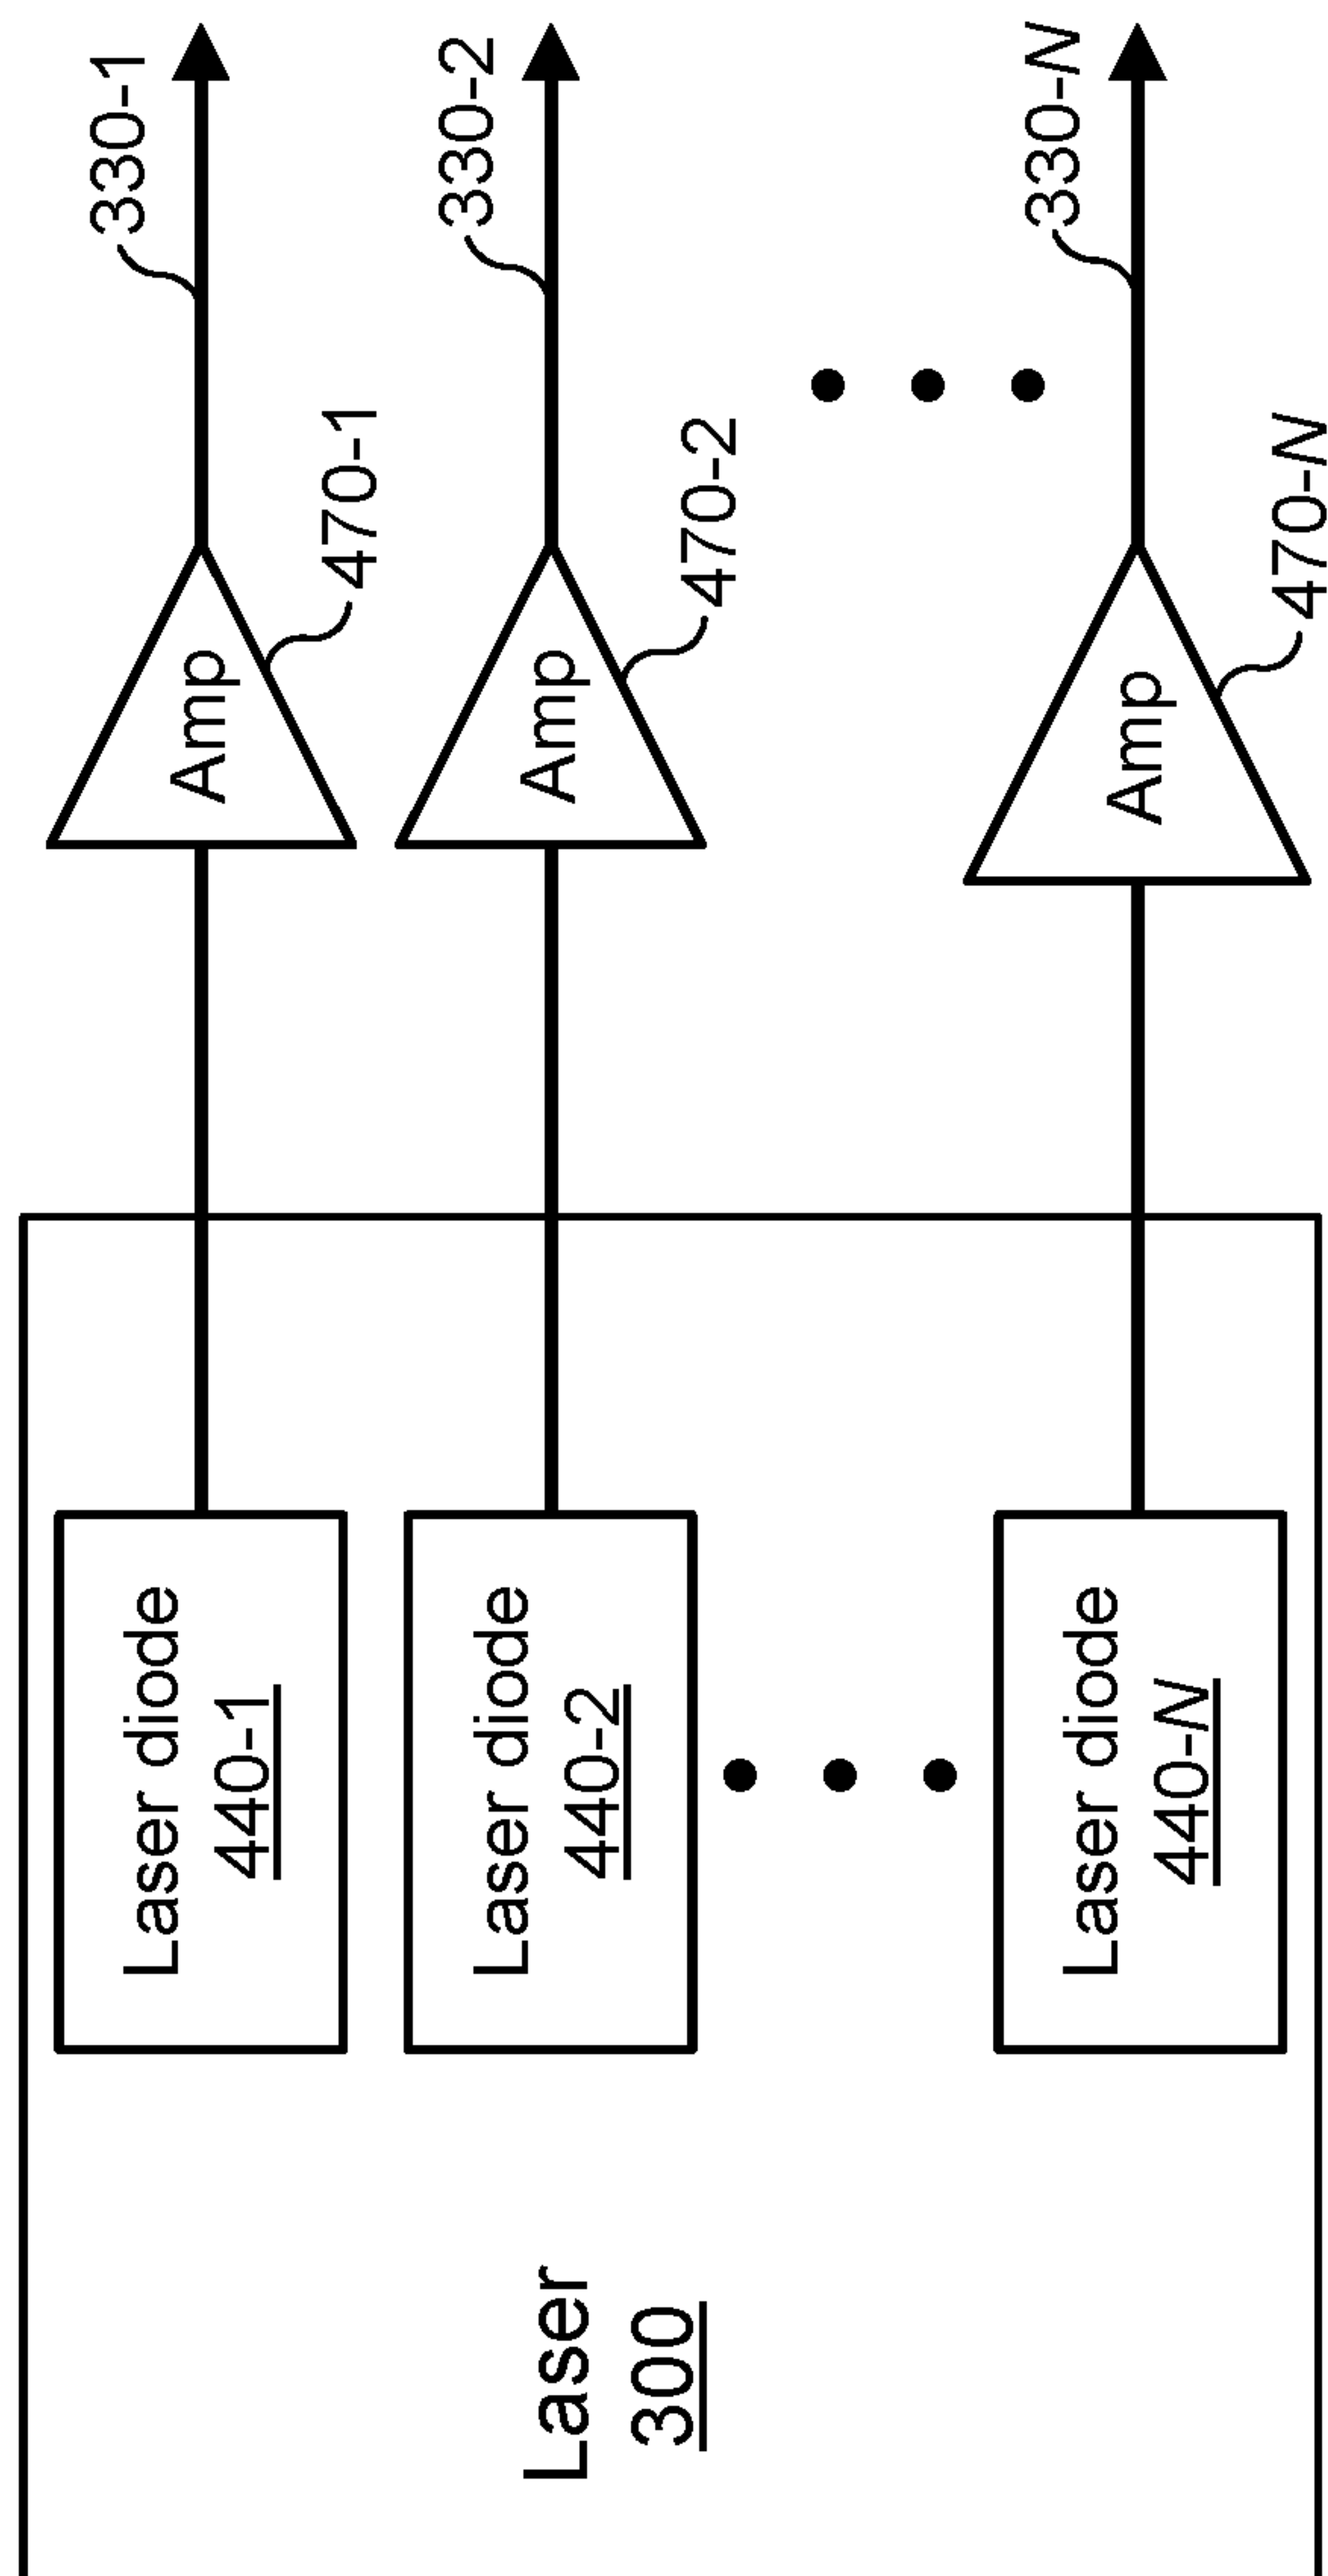 Laser
300
Laser diode
440-1
Amp
470-1
330-1
Laser diode
440-2
Amp
470-2
330-2
Laser diode
440-N
Amp
470-N
330-N